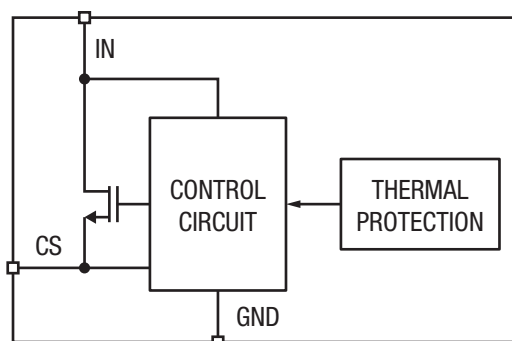 IN
CONTROL
CIRCUIT
THERMAL
PROTECTION
CS
GND